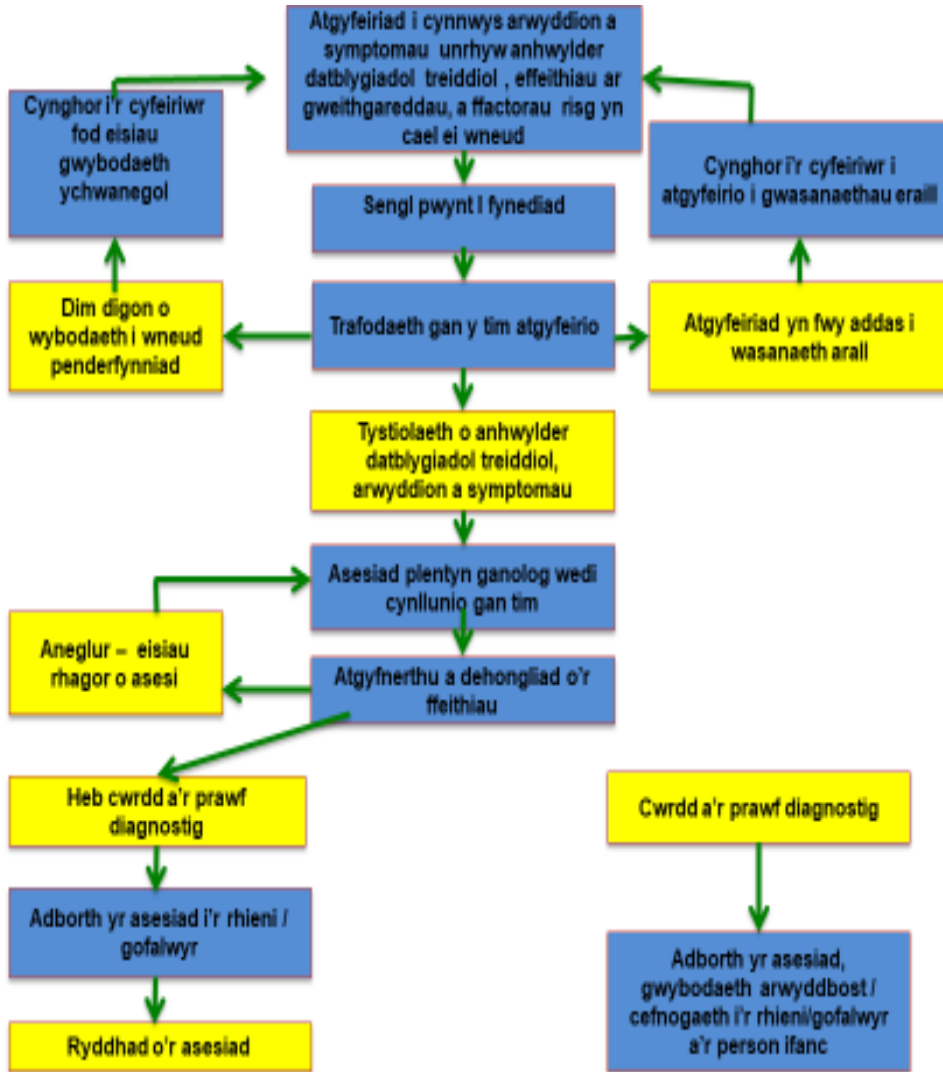 Atgyfeiriad i cynnwys arwyddion a
symptomau unrhyw anhwylder
datblygiadol treiddiol , effeithiau ar
gweithgareddau, a ffactorau risg yn
cael ei wneud
Cynghor i'r cyfeiriwr
fod eisiau
gwybodaeth
ychwanegol
Cynghor i'r cyfeiriwr i
atgyfeirio i gwasanaethau eraill
Sengl pwynt I fynediad
Dim digon o
wybodaeth i wneud
penderfynniad
Trafodaeth gan y tim atgyfeirio
Atgyfeiriad yn fwy addas i
wasanaeth arall
Tystiolaeth o anhwylder
datblygiadol treiddiol,
arwyddion a symptomau
Asesiad plentyn ganolog wedi
cynllunio gan tim
Aneglur – eisiau
rhagor o asesi
Atgyfnerthu a dehongliad o'r
ffeithiau
Heb cwrdd a'r prawf
diagnostig
Cwrdd a'r prawf diagnostig
Adborth yr asesiad i'r rhieni /
gofalwyr
Adborth yr asesiad,
gwybodaeth arwyddbost /
cefnogaeth i'r rhieni/gofalwyr
a'r person ifanc
Ryddhad o'r asesiad